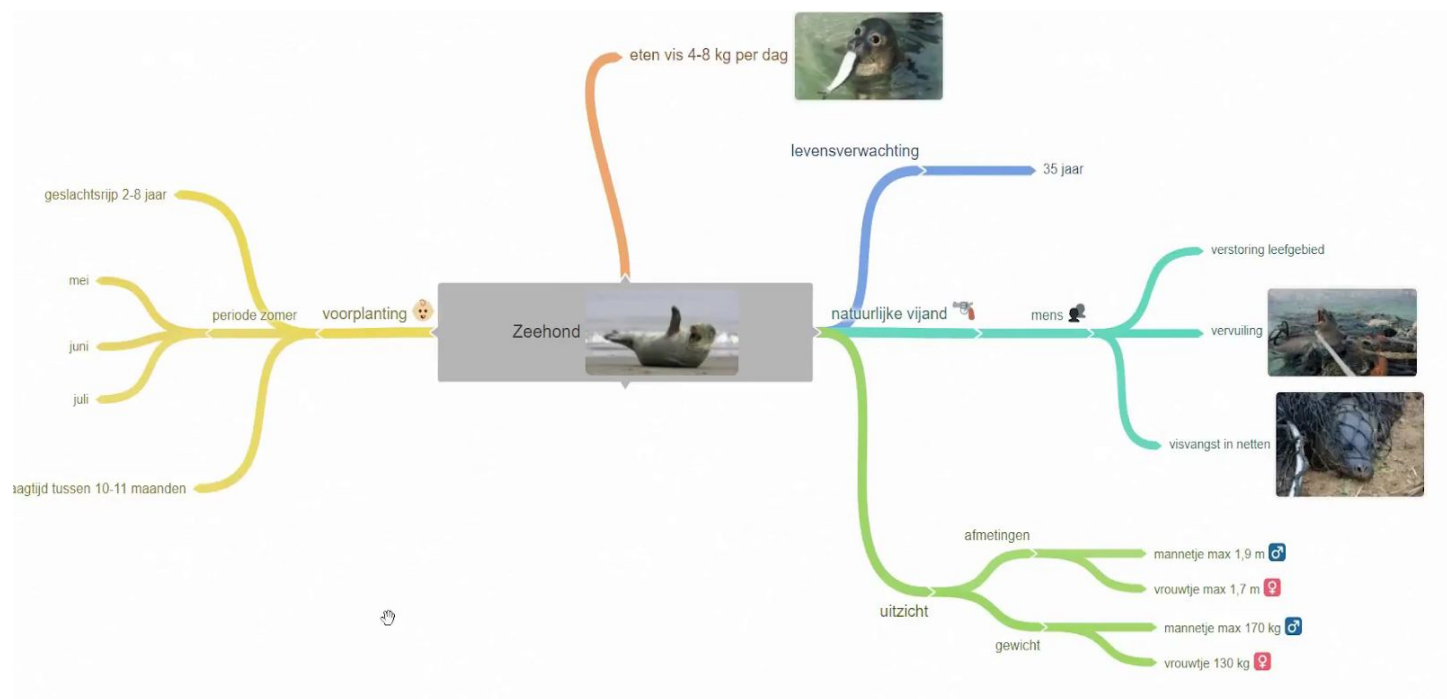 eten vis 4-8 kg per dag
levensverwachting
35 jaar
geslachtsrijp 2-8 jaar
verstoring leefgebied
mei
periode zomer
voorplanting
Zeehond
natuurlijke vijand
mens
vervuiling
juni
juli
visvangst in netten
tussen 10-11 maanden
afmetingen
mannetje max 1,9 m
vrouwtje max 1,7 m
uitzicht
gewicht
mannetje max 170 kg
vrouwtje 130 kg